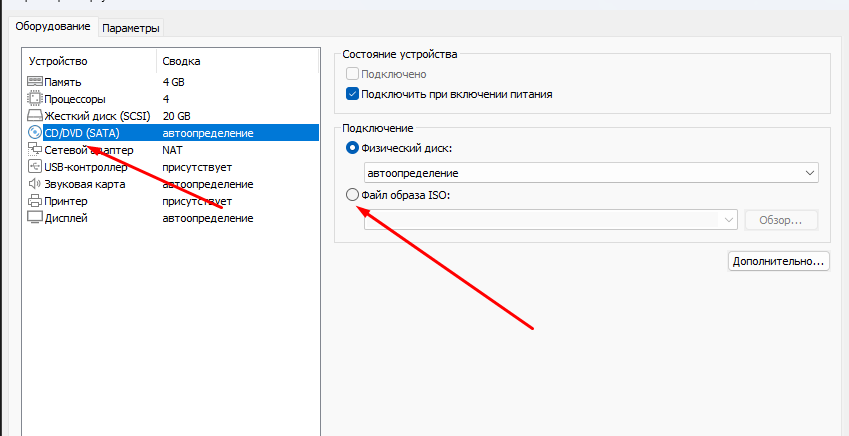 Оборудование Параметры
Устройство Сводка
Память 4 GB
Процессоры 4
Жесткий диск (SCSI) 20 GB
CD/DVD (SATA) автоопределение
Сетевой адаптер NAT
USB-контроллер присутствует
Звуковая карта автоопределение
Принтер присутствует
Дисплей автоопределение
Состояние устройства
Подключено
Подключить при включении питания
Подключение
Физический диск:
автоопределение
Файл образа ISO:
Обзор...
Дополнительно...